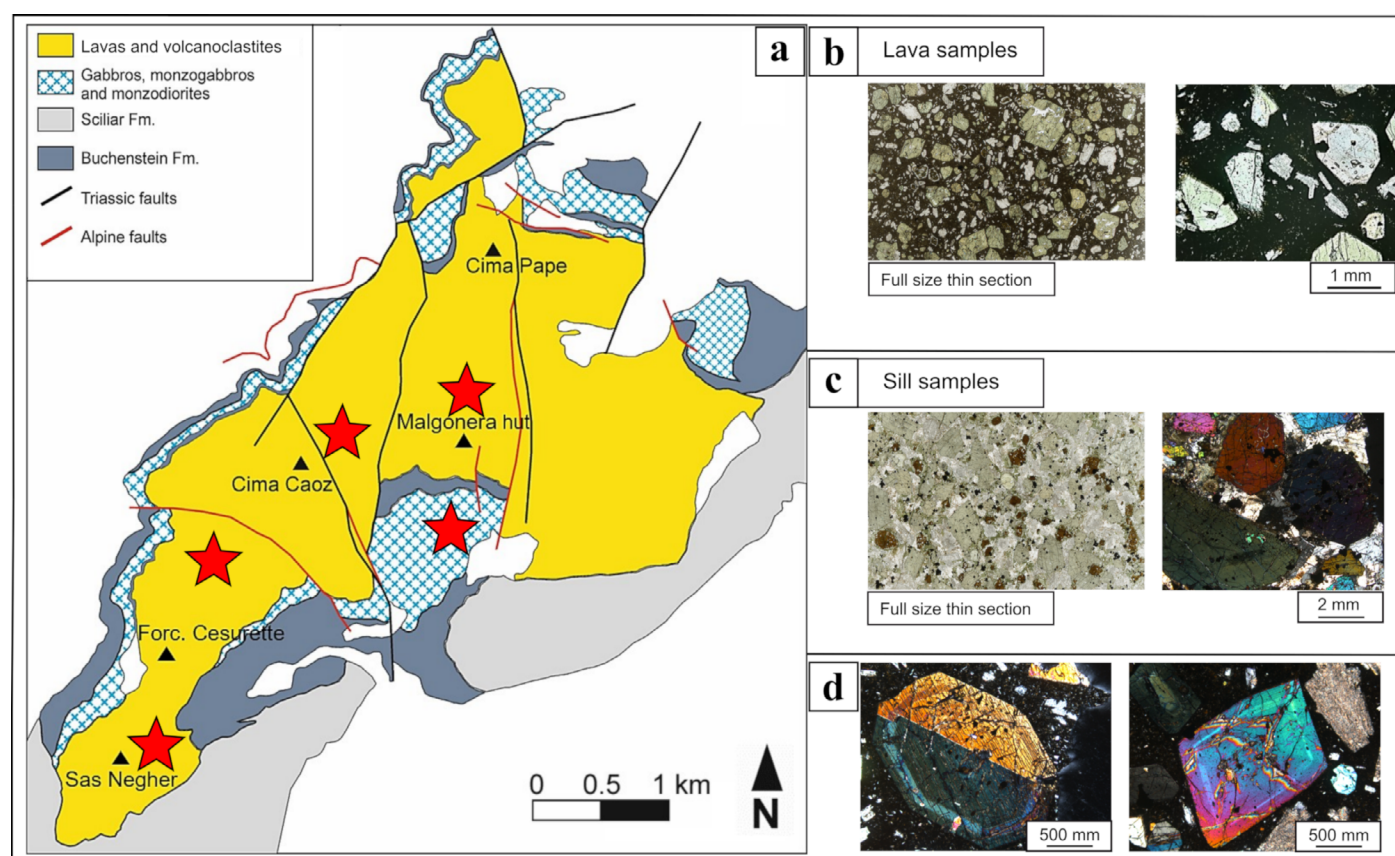 Lavas and volcanoclastites
Gabbros, monzogabbros
and monzodiorites
Sciliar Fm.
Buchenstein Fm.
Triassic faults
Alpine faults
a
Cima Pape
Malgonera hut
Cima Caoz
Forc. Cesurette
Sas Negher
0 0.5 1 km
N
b
Lava samples
Full size thin section
1 mm
c
Sill samples
Full size thin section
2 mm
d
500 mm
500 mm